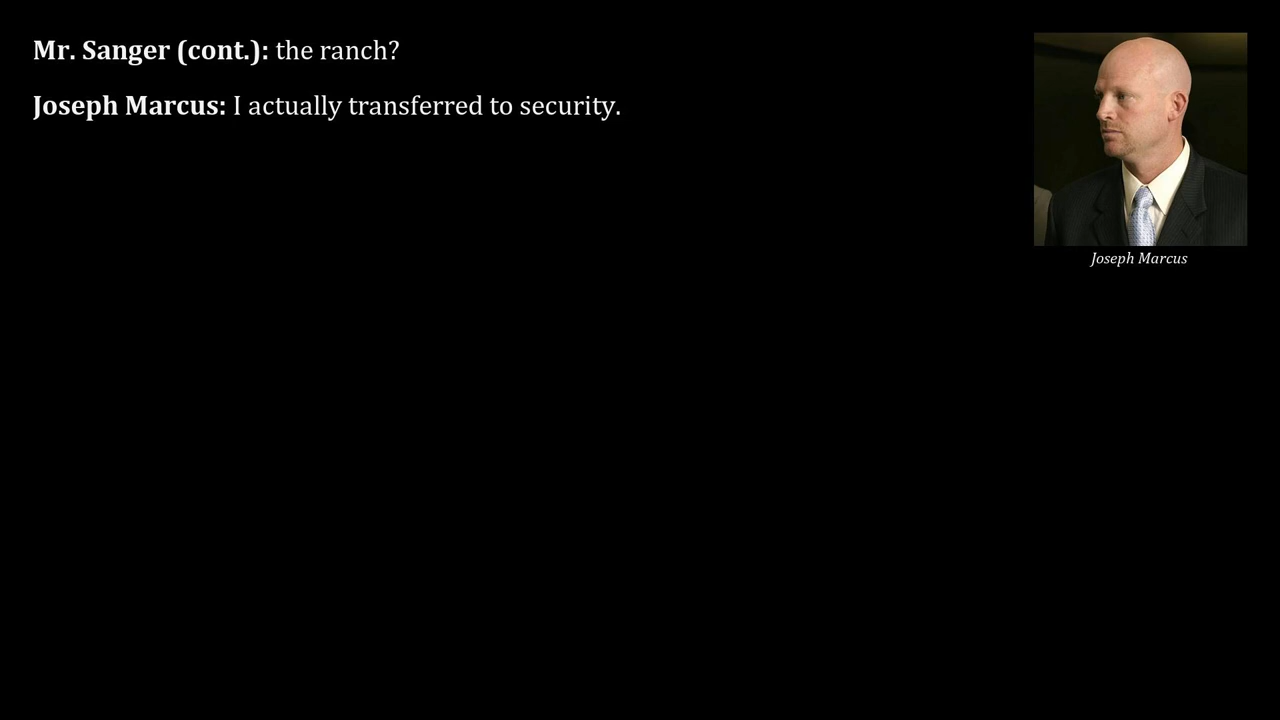 Mr. Sanger (cont.): the ranch?
Joseph Marcus: I actually transferred to security.
Joseph Marcus